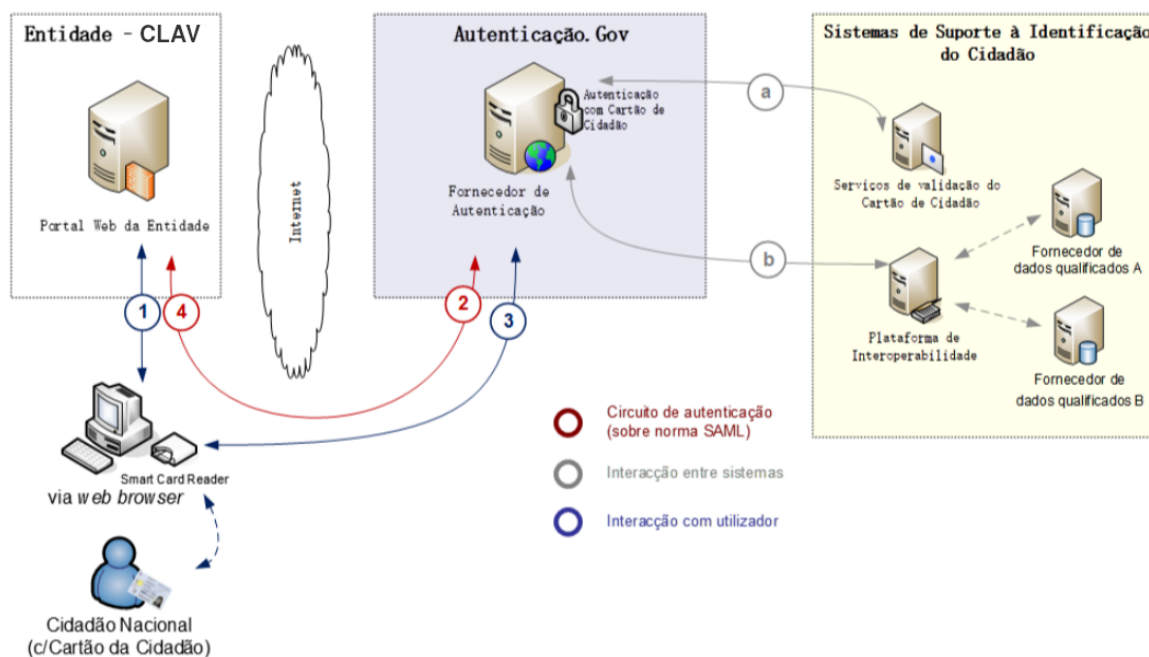 Entidade - CLAV
Portal Web da Entidade
Internet
Autenticação.Gov
Autenticação
com Cartão de
Cidadão
Fornecedor de
Autenticação
Sistemas de Suporte à Identificação
do Cidadão
Serviços de validação do
Cartão de Cidadão
Fornecedor de
dados qualificados A
Plataforma de
Interoperabilidade
Fornecedor de
dados qualificados B
a
b
1
4
2
3
Smart Card Reader
via web browser
Cidadão Nacional
(c/Cartão da Cidadão)
Circuito de autenticação
(sobre norma SAML)
Interacção entre sistemas
Interacção com utilizador